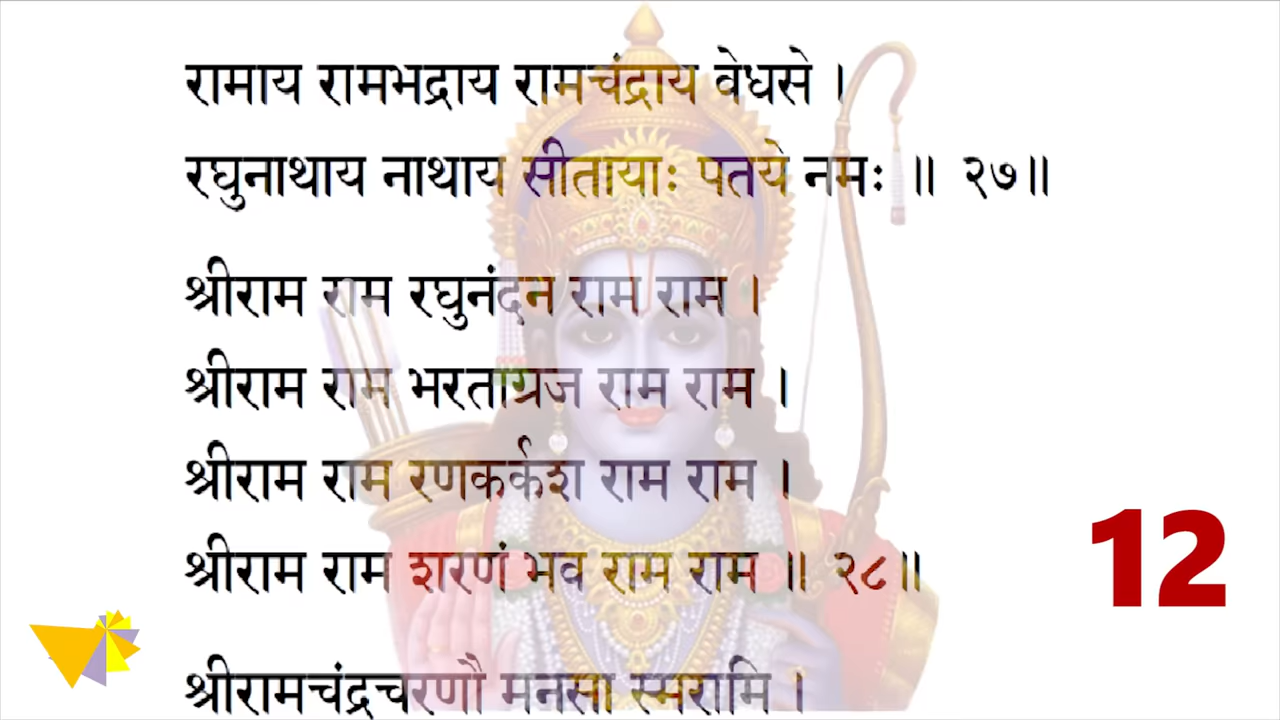 रामाय रामभद्राय रामचंद्राय वेधसे ।
रघुनाथाय नाथाय सीतायाः पतये नमः ॥ २७॥
श्रीराम राम रघुनंदन राम राम ।
श्रीराम राम भरताग्रज राम राम ।
श्रीराम राम रणकर्कश राम राम ।
श्रीराम राम शरणं भव राम राम ॥ २८॥
12
श्रीरामचंद्रचरणौ मनसा स्मरामि ।